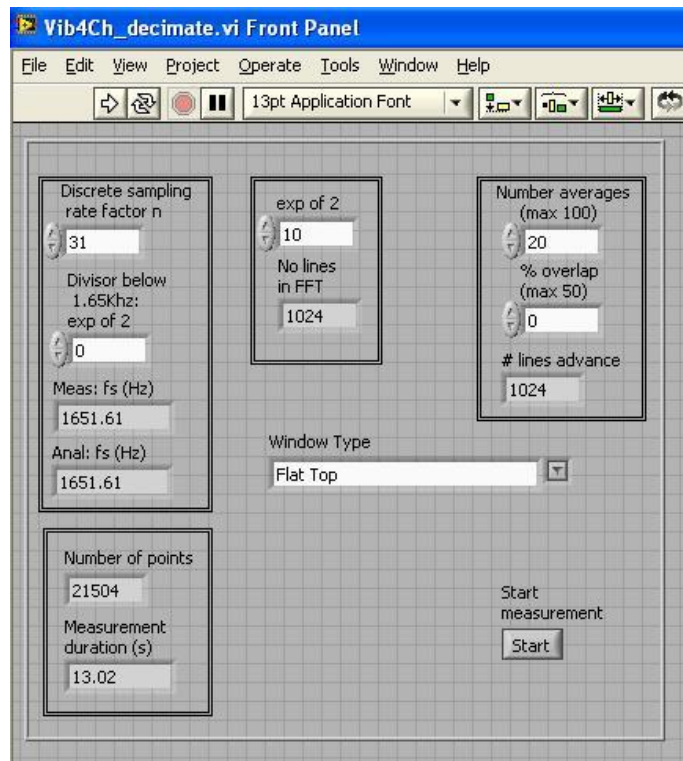 Vib4Ch_decimate.vi Front Panel
File Edit View Project Operate Tools Window Help
13pt Application Font
Discrete sampling
rate factor n
31
Divisor below
1.65Khz:
exp of 2
0
Meas: fs (Hz)
1651.61
Anal: fs (Hz)
1651.61
exp of 2
10
No lines
in FFT
1024
Number averages
(max 100)
20
% overlap
(max 50)
0
# lines advance
1024
Window Type
Flat Top
Number of points
21504
Measurement
duration (s)
13.02
Start
measurement
Start